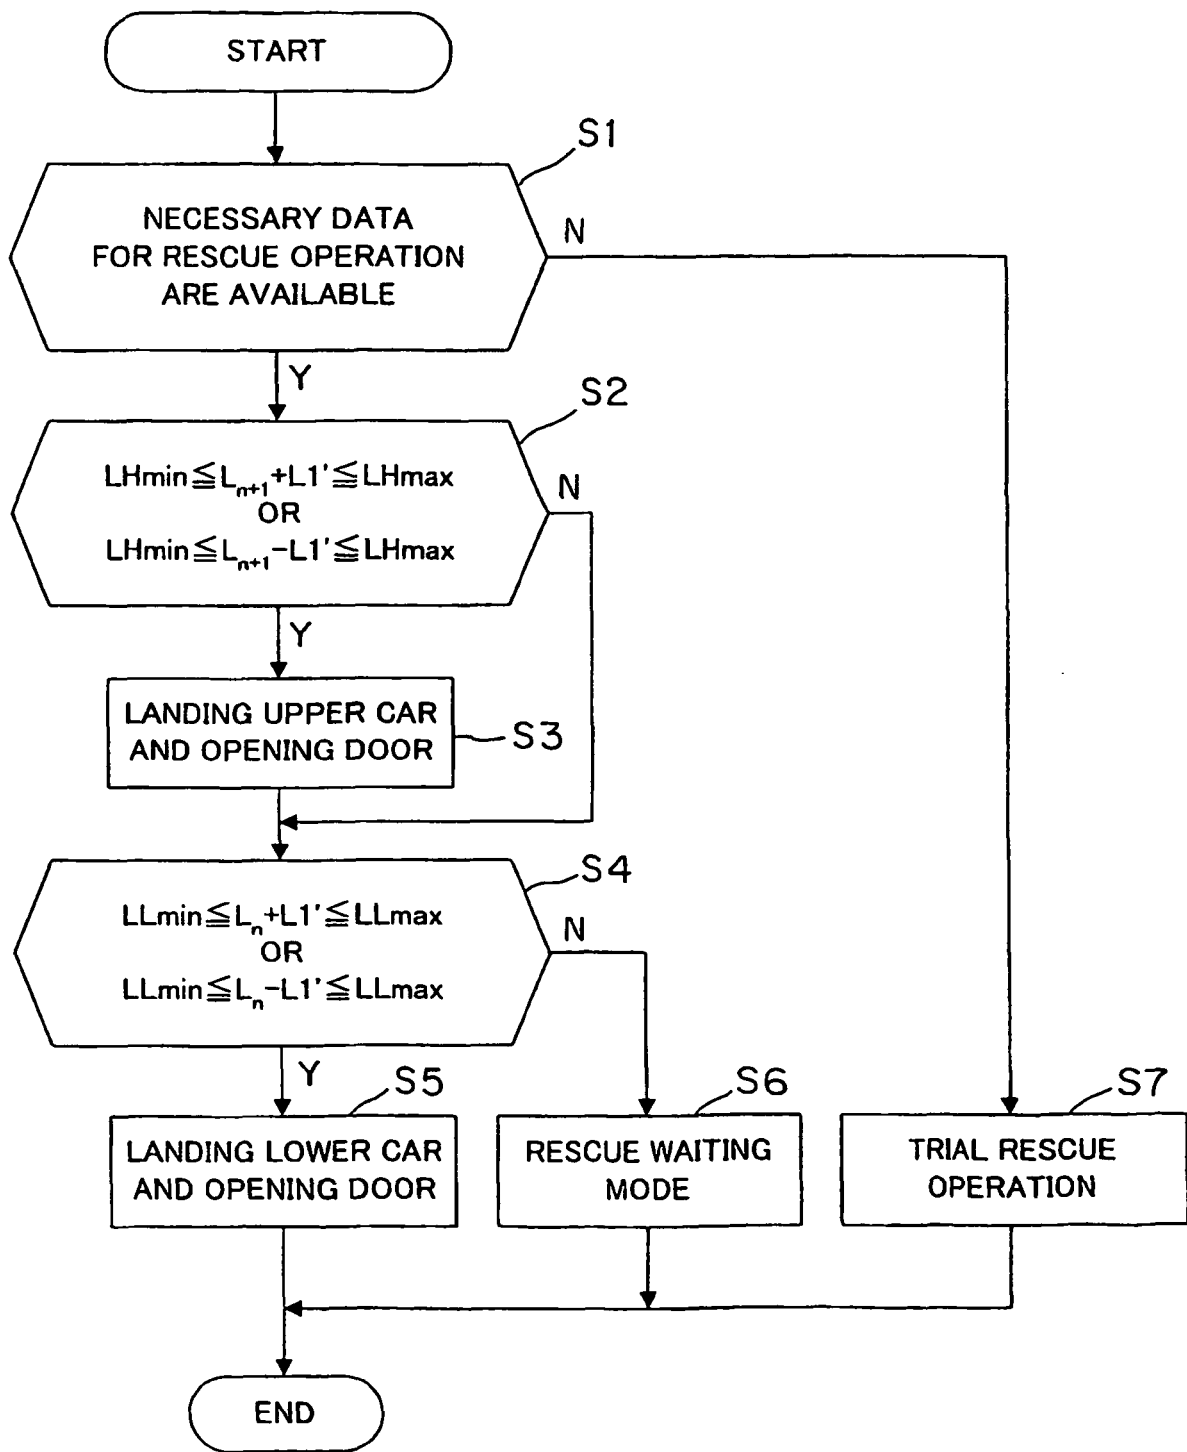 START
S1
NECESSARY DATA
FOR RESCUE OPERATION
ARE AVAILABLE
N
Y
S2
LHmin≦Lₙ₊₁+L1'≦LHmax
OR
LHmin≦Lₙ₊₁-L1'≦LHmax
N
Y
LANDING UPPER CAR
AND OPENING DOOR
S3
S4
LLmin≦Lₙ+L1'≦LLmax
OR
LLmin≦Lₙ-L1'≦LLmax
N
Y
S5
LANDING LOWER CAR
AND OPENING DOOR
S6
RESCUE WAITING
MODE
S7
TRIAL RESCUE
OPERATION
END